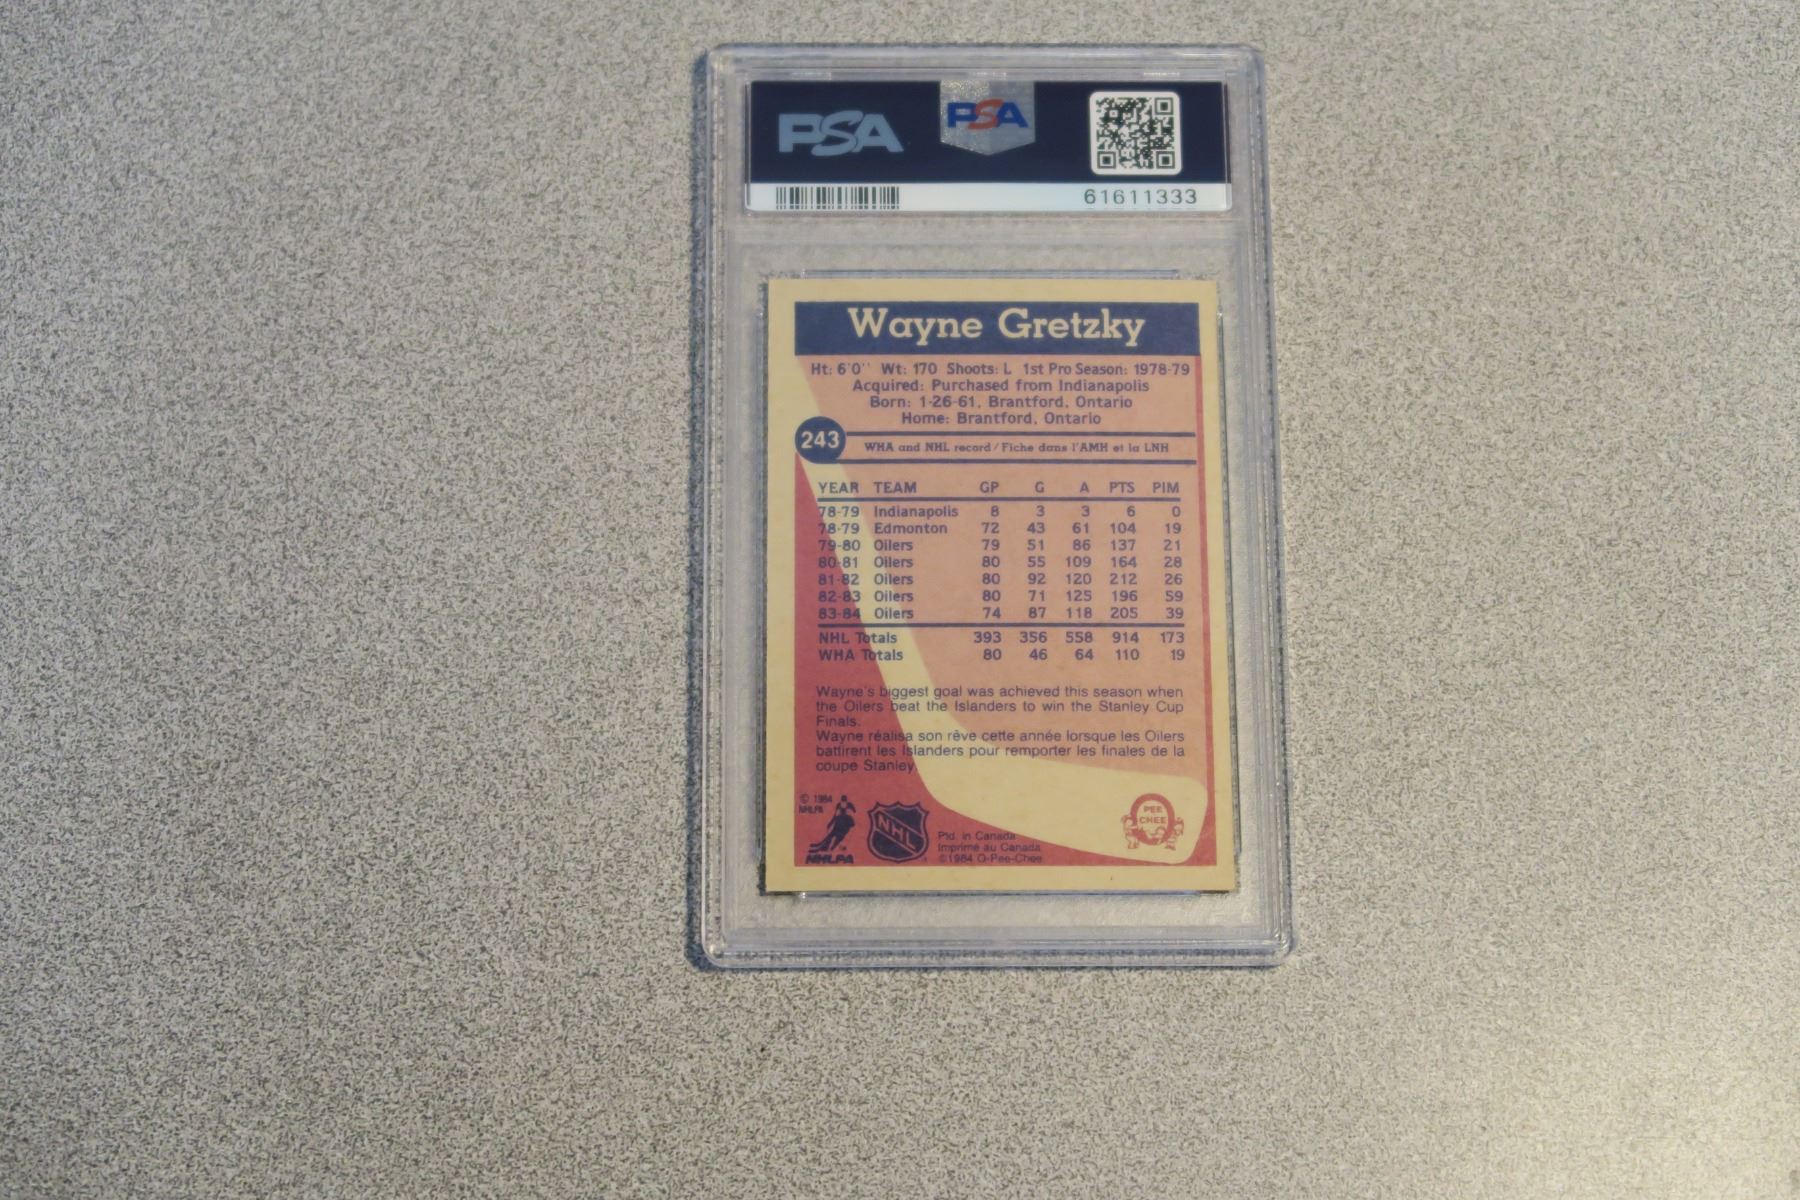 PSA PSA
61611333
Wayne Gretzky
Ht: 6'0'' Wt: 170 Shoots: L 1st Pro Season: 1978-79
Acquired: Purchased from Indianapolis
Born: 1-26-61, Brantford, Ontario
Home: Brantford, Ontario
243 WHA and NHL record/Fiche dans l'AMH et la LNH
YEAR TEAM GP G A PTS PIM
78-79 Indianapolis 8 3 3 6 0
78-79 Edmonton 72 43 61 104 19
79-80 Oilers 79 51 86 137 21
80-81 Oilers 80 55 109 164 28
81-82 Oilers 80 92 120 212 26
82-83 Oilers 80 71 125 196 59
83-84 Oilers 74 87 118 205 39
NHL Totals 393 356 558 914 173
WHA Totals 80 46 64 110 19
Wayne's biggest goal was achieved this season when
the Oilers beat the Islanders to win the Stanley Cup
Finals.
Wayne réalisa son rêve cette année lorsque les Oilers
battirent les Islanders pour remporter les finales de la
coupe Stanley.
© 1984
NHLPA
NHLPA
NHL
Ptd. in Canada
Imprimé au Canada
©1984 O-Pee-Chee
PEE
CHEE